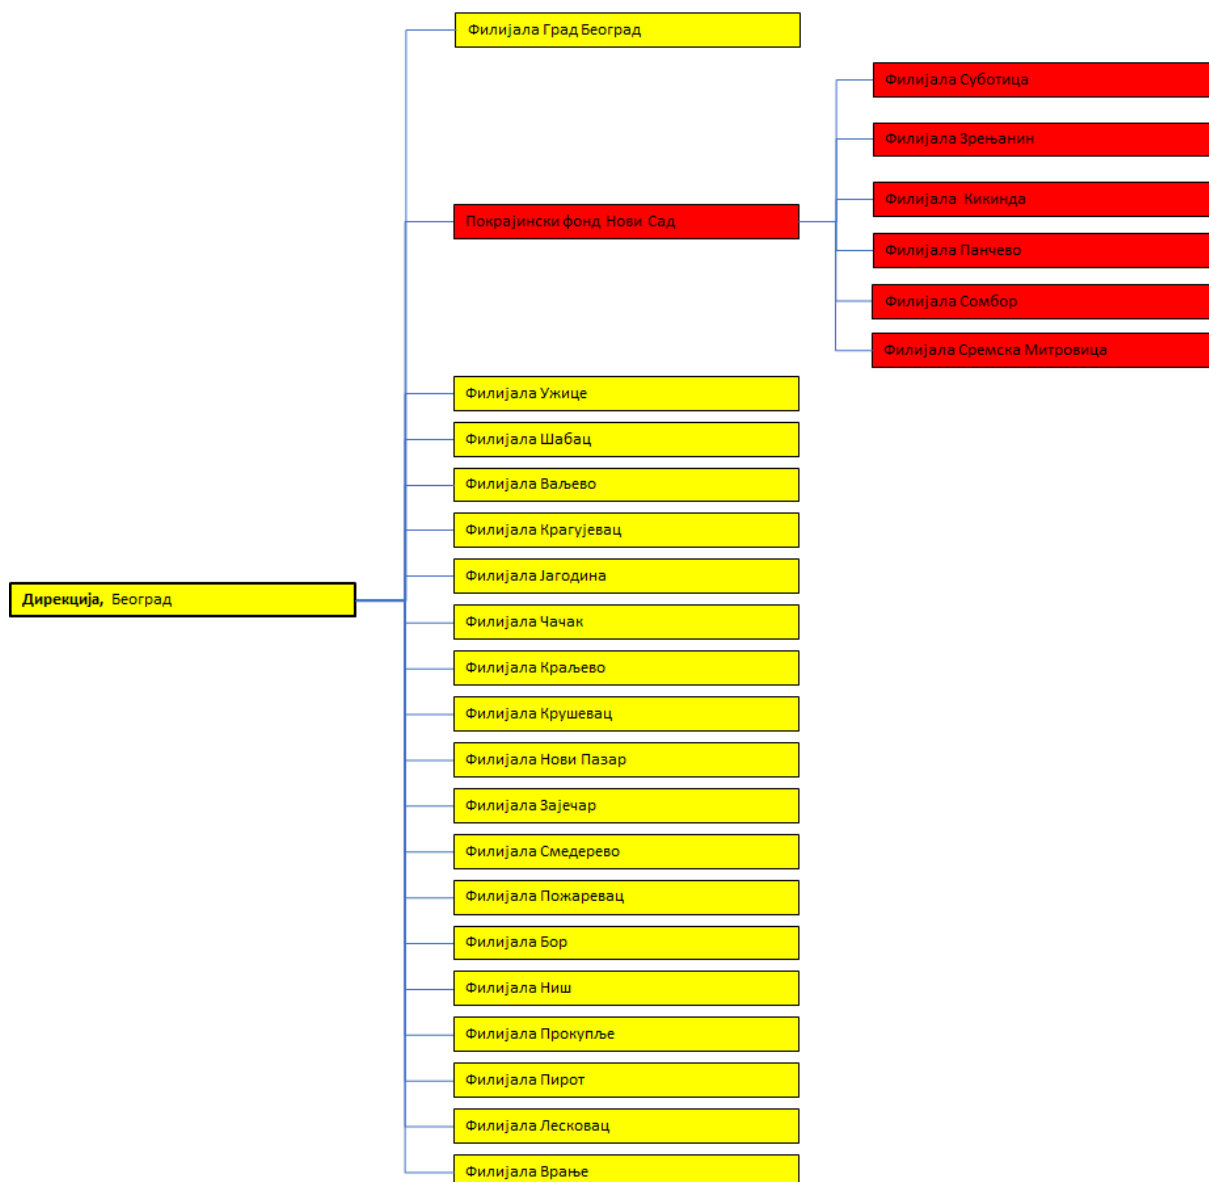 Филијала Град Београд
Филијала Суботица
Филијала Зрењанин
Филијала Кикинда
Покрајински фонд Нови Сад
Филијала Панчево
Филијала Сомбор
Филијала Сремска Митровица
Филијала Ужице
Филијала Шабац
Филијала Ваљево
Филијала Крагујевац
Филијала Јагодина
Дирекција, Београд
Филијала Чачак
Филијала Краљево
Филијала Крушевац
Филијала Нови Пазар
Филијала Зајечар
Филијала Смедерево
Филијала Пожаревац
Филијала Бор
Филијала Ниш
Филијала Прокупље
Филијала Пирот
Филијала Лесковац
Филијала Врање